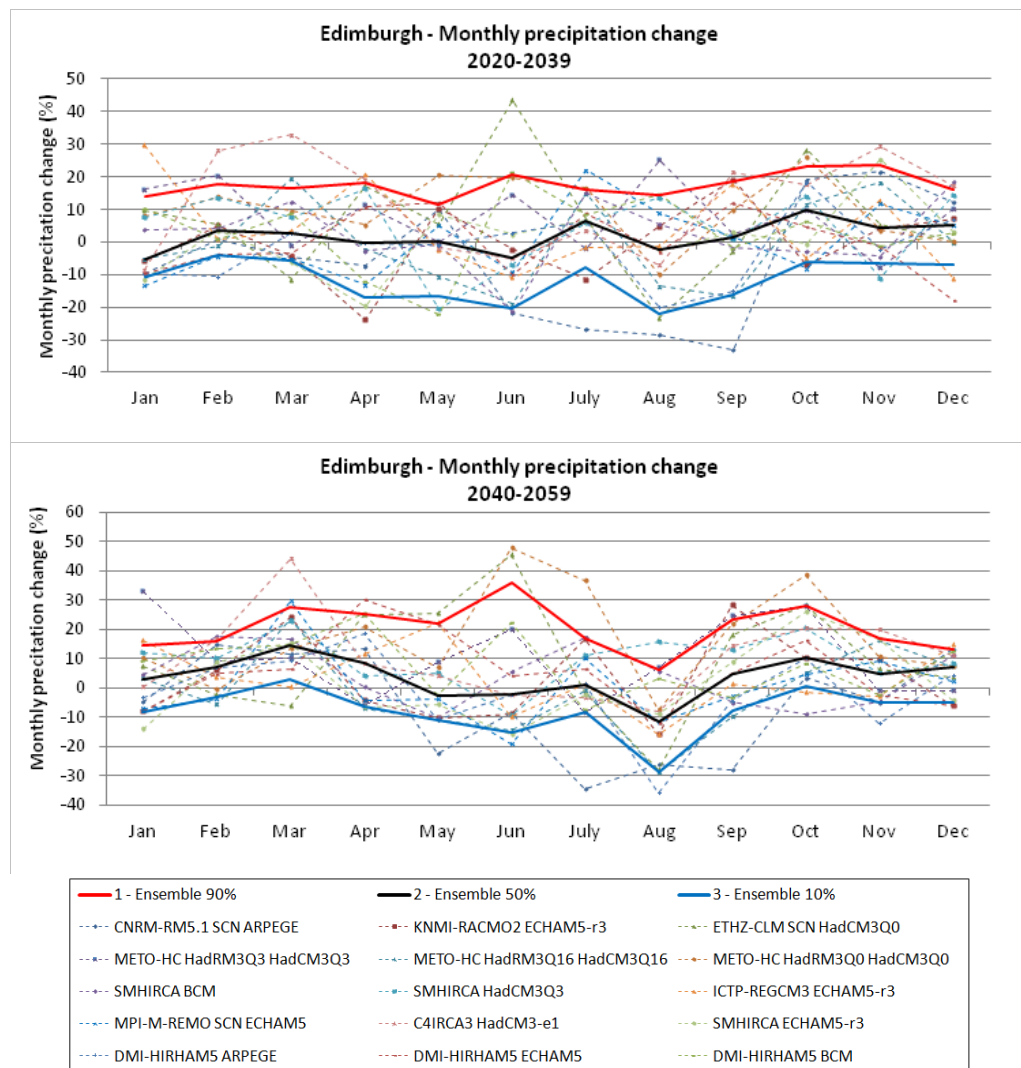 Edinburgh - Monthly precipitation change
2020-2039
Monthly precitation change (%)
50
40
30
20
10
0
-10
-20
-30
-40
Jan Feb Mar Apr May Jun July Aug Sep Oct Nov Dec
Edinburgh - Monthly precipitation change
2040-2059
Monthly precitation change (%)
60
50
40
30
20
10
0
-10
-20
-30
-40
Jan Feb Mar Apr May Jun July Aug Sep Oct Nov Dec
1 - Ensemble 90% 2 - Ensemble 50% 3 - Ensemble 10%
CNRM-RM5.1 SCN ARPEGE KNMI-RACMO2 ECHAM5-r3 ETHZ-CLM SCN HadCM3Q0
METO-HC HadRM3Q3 HadCM3Q3 METO-HC HadRM3Q16 HadCM3Q16 METO-HC HadRM3Q0 HadCM3Q0
SMHIRCA BCM SMHIRCA HadCM3Q3 ICTP-REGCM3 ECHAM5-r3
MPI-M-REMO SCN ECHAM5 C4IRCA3 HadCM3-e1 SMHIRCA ECHAM5-r3
DMI-HIRHAM5 ARPEGE DMI-HIRHAM5 ECHAM5 DMI-HIRHAM5 BCM